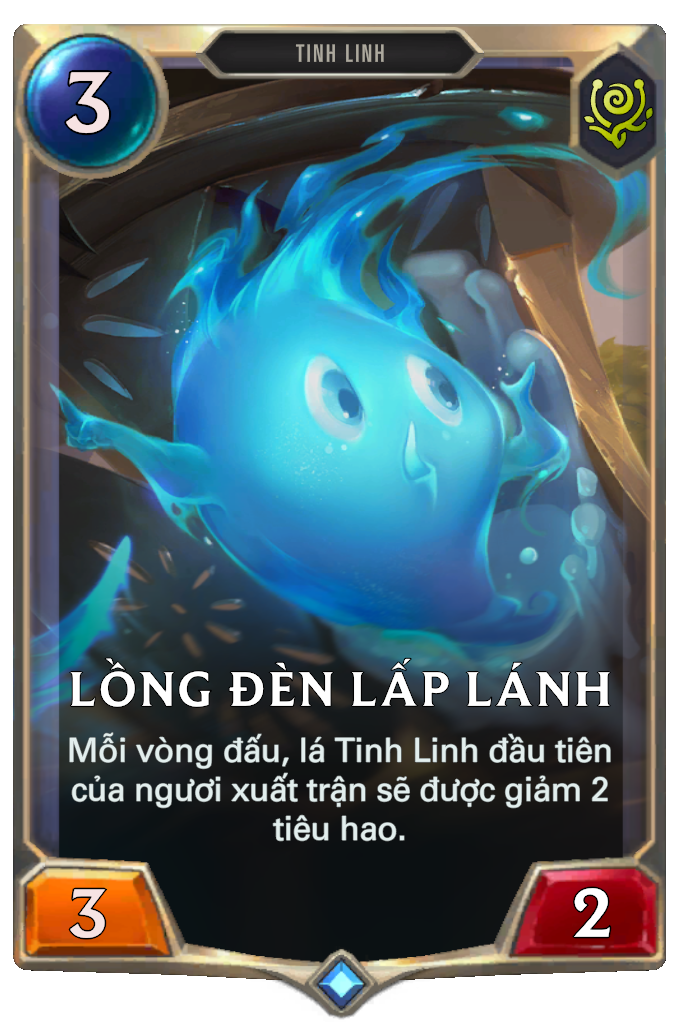 TINH LINH
3
LỒNG ĐÈN LẤP LÁNH
Mỗi vòng đấu, lá Tinh Linh đầu tiên
của ngươi xuất trận sẽ được giảm 2
tiêu hao.
3
2